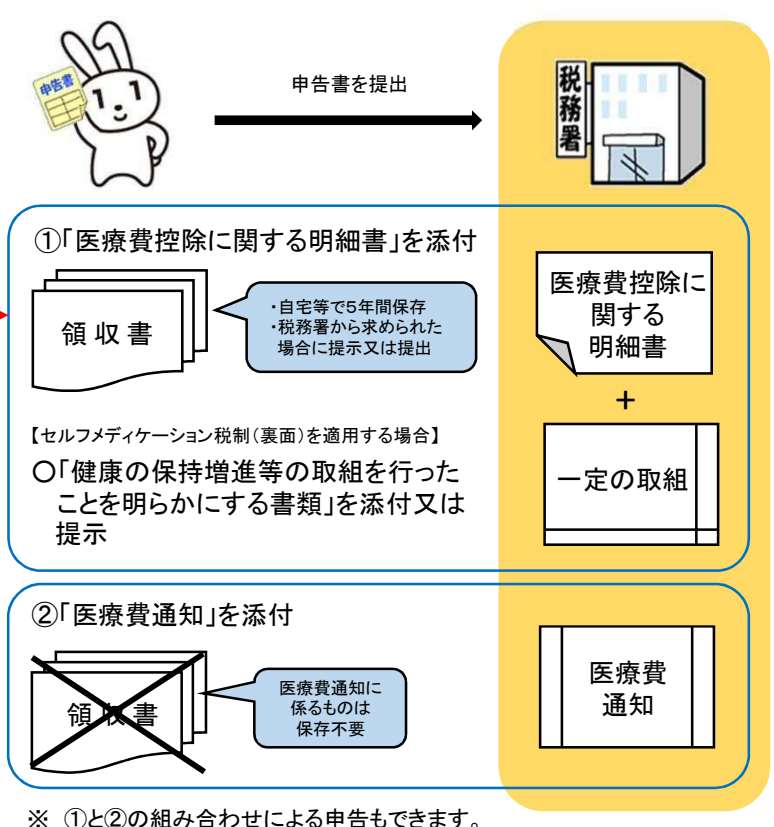 申告書
申告書を提出
税務署
①「医療費控除に関する明細書」を添付
領収書
・自宅等で5年間保存
・税務署から求められた
場合に提示又は提出
医療費控除に
関する
明細書
+
【セルフメディケーション税制(裏面)を適用する場合】
〇「健康の保持増進等の取組を行った
ことを明らかにする書類」を添付又は
提示
一定の取組
②「医療費通知」を添付
領収書
医療費通知に
係るものは
保存不要
医療費
通知
※ ①と②の組み合わせによる申告もできます。